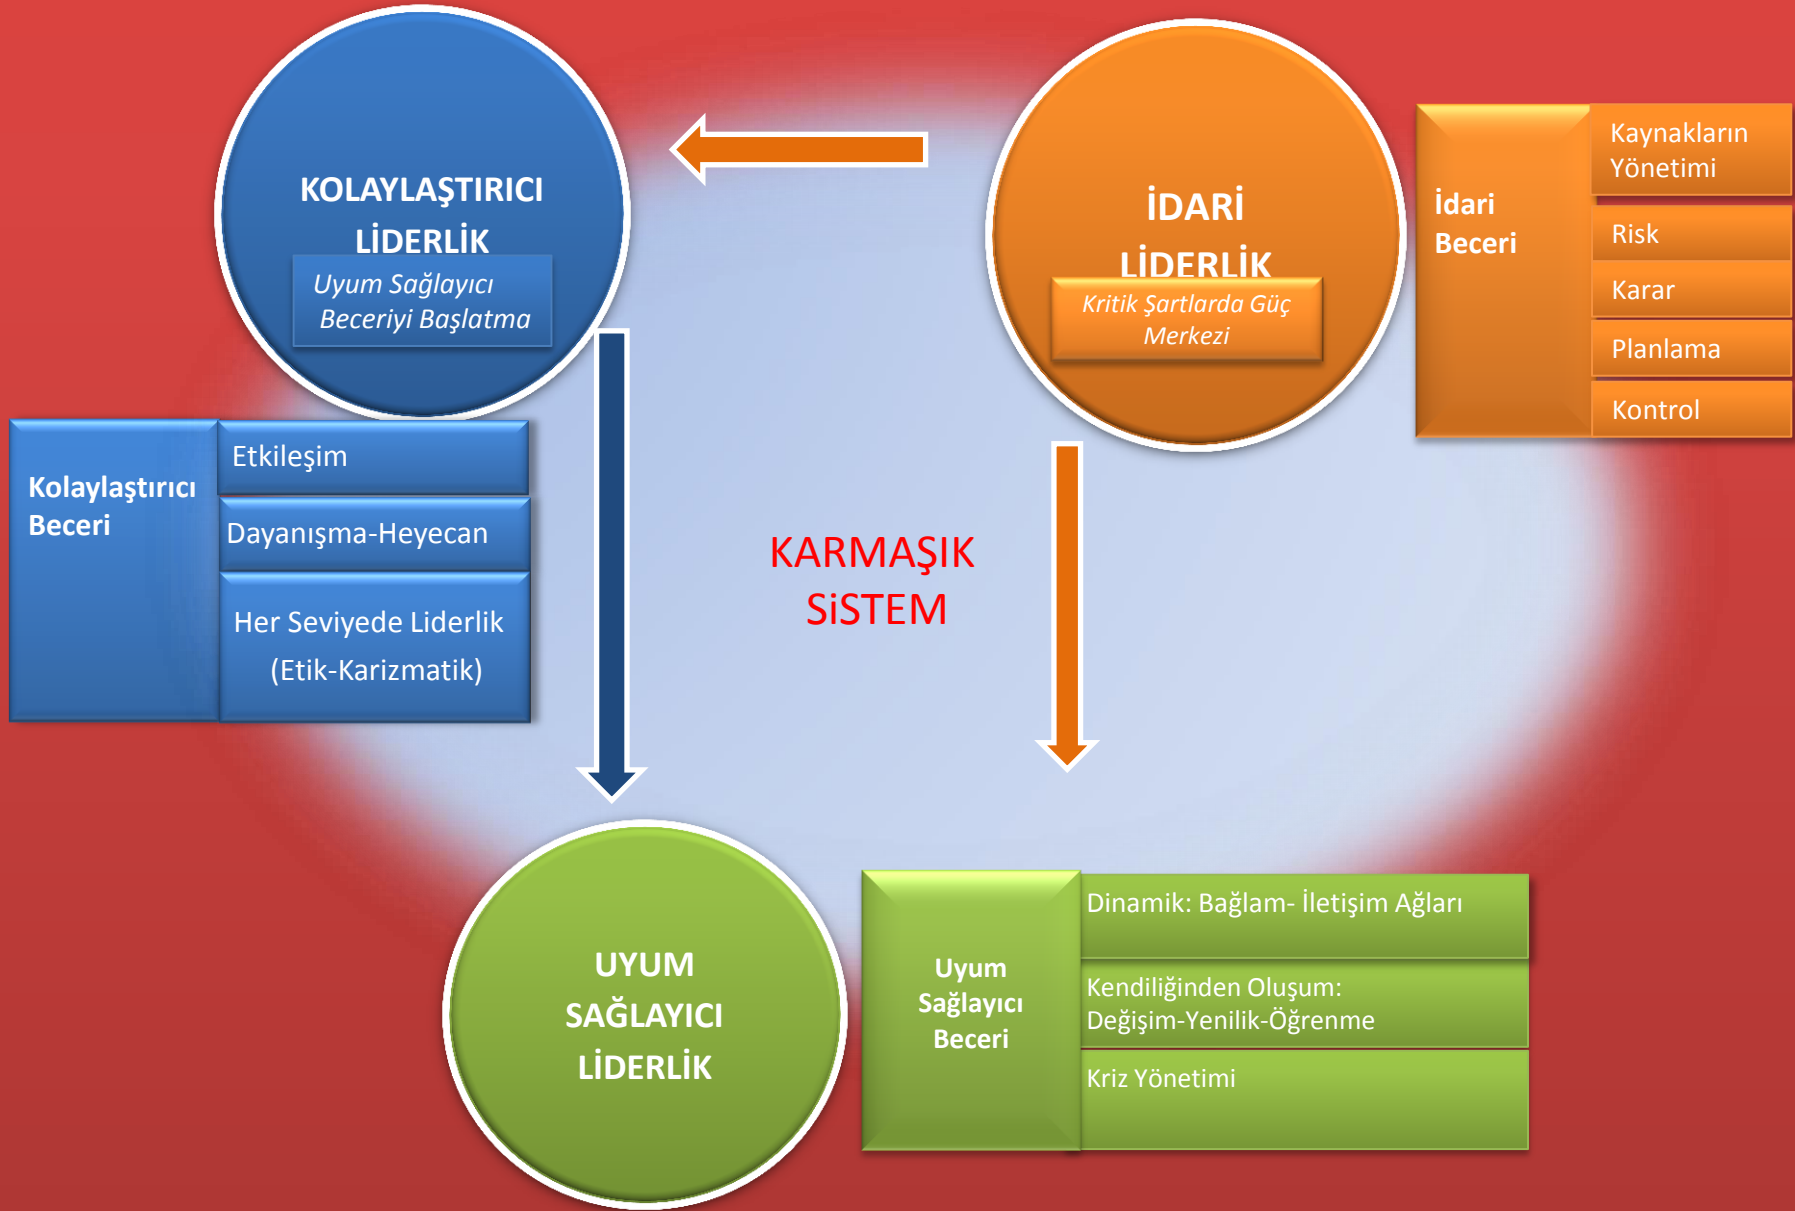 KOLAYLAŞTIRICI
LİDERLİK
Uyum Sağlayıcı
Beceriyi Başlatma
İDARİ
LİDERLİK
Kritik Şartlarda Güç
Merkezi
İdari
Beceri
Kaynakların
Yönetimi
Risk
Karar
Planlama
Kontrol
Kolaylaştırıcı
Beceri
Etkileşim
Dayanışma-Heyecan
Her Seviyede Liderlik
(Etik-Karizmatik)
KARMAŞIK
SiSTEM
UYUM
SAĞLAYICI
LİDERLİK
Uyum
Sağlayıcı
Beceri
Dinamik: Bağlam- İletişim Ağları
Kendiliğinden Oluşum:
Değişim-Yenilik-Öğrenme
Kriz Yönetimi